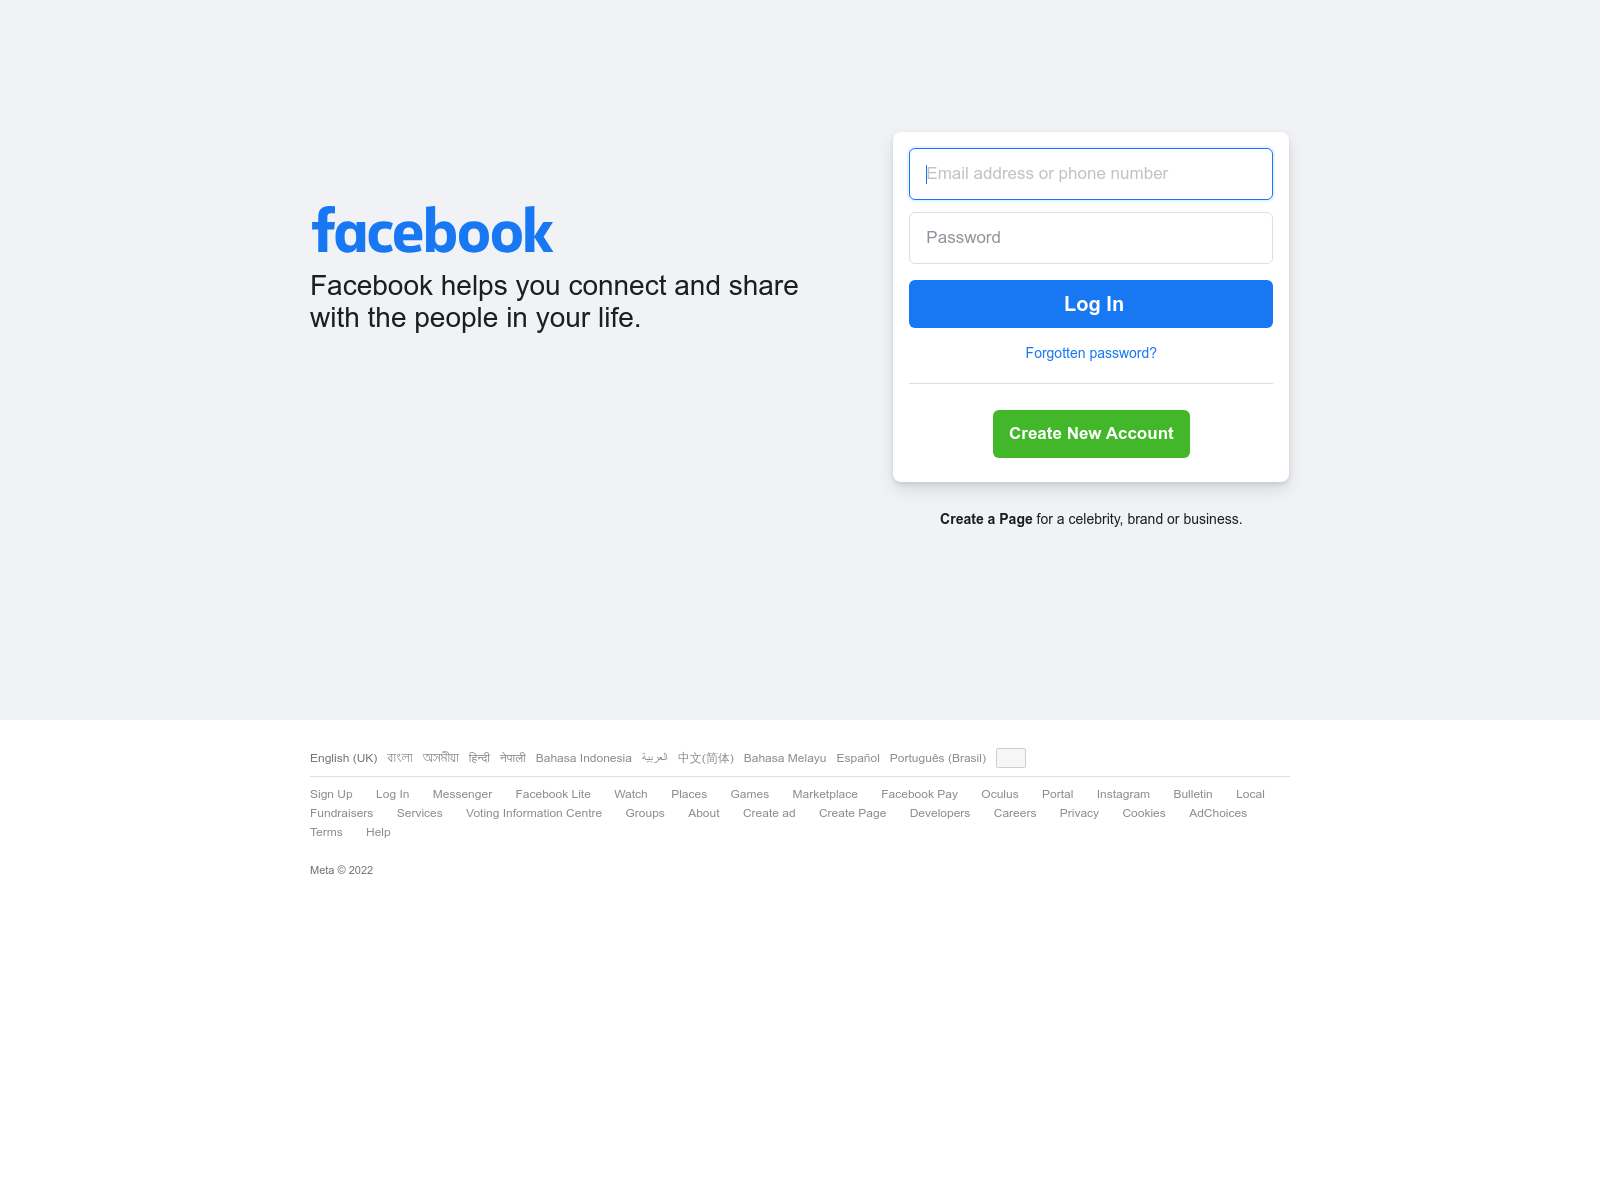 facebook
Facebook helps you connect and share
with the people in your life.
Email address or phone number
Password
Log In
Forgotten password?
Create New Account
Create a Page for a celebrity, brand or business.
English (UK) বাংলা অসমীয়া हिन्दी नेपाली Bahasa Indonesia العربية 中文(简体) Bahasa Melayu Español Português (Brasil)
Sign Up Log In Messenger Facebook Lite Watch Places Games Marketplace Facebook Pay Oculus Portal Instagram Bulletin Local
Fundraisers Services Voting Information Centre Groups About Create ad Create Page Developers Careers Privacy Cookies AdChoices
Terms Help
Meta © 2022